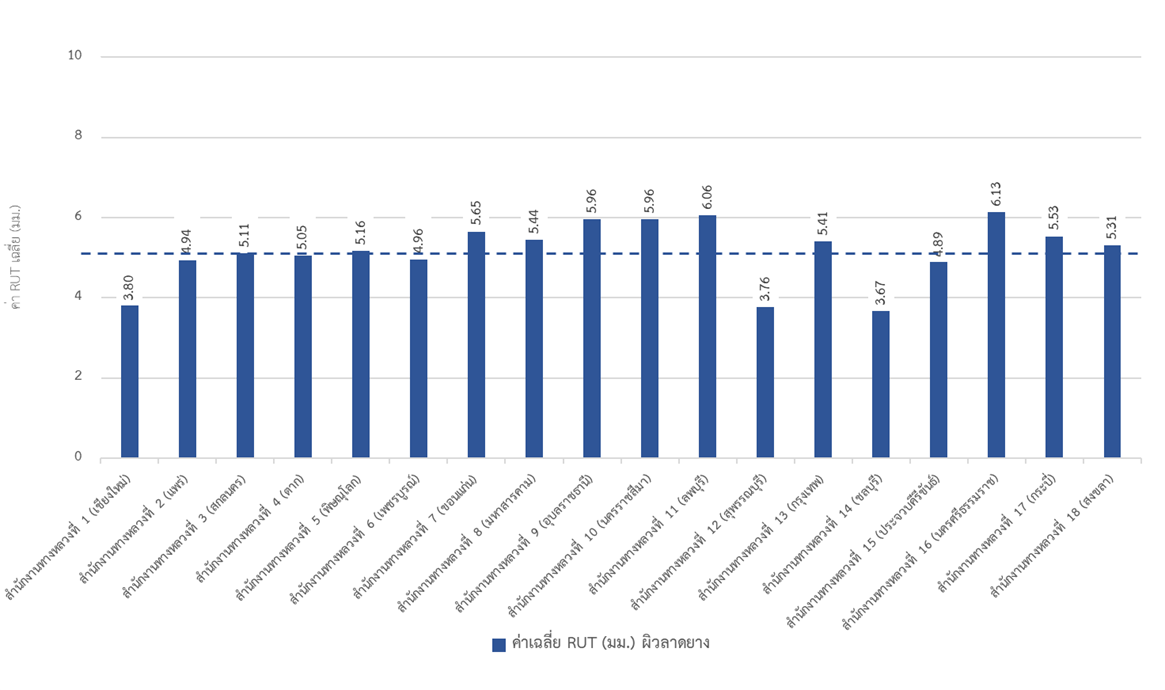 10
8
6
4
2
0
ค่า RUT เฉลี่ย (มม.)
3.80
4.94
5.11
5.05
5.16
4.96
5.65
5.44
5.96
5.96
6.06
3.76
5.41
3.67
4.89
6.13
5.53
5.31
สำนักงานทางหลวงที่ 1 (เชียงใหม่)
สำนักงานทางหลวงที่ 2 (แพร่)
สำนักงานทางหลวงที่ 3 (สกลนคร)
สำนักงานทางหลวงที่ 4 (ตาก)
สำนักงานทางหลวงที่ 5 (พิษณุโลก)
สำนักงานทางหลวงที่ 6 (เพชรบูรณ์)
สำนักงานทางหลวงที่ 7 (ขอนแก่น)
สำนักงานทางหลวงที่ 8 (มหาสารคาม)
สำนักงานทางหลวงที่ 9 (อุบลราชธานี)
สำนักงานทางหลวงที่ 10 (นครราชสีมา)
สำนักงานทางหลวงที่ 11 (ลพบุรี)
สำนักงานทางหลวงที่ 12 (สุพรรณบุรี)
สำนักงานทางหลวงที่ 13 (กรุงเทพ)
สำนักงานทางหลวงที่ 14 (ชลบุรี)
สำนักงานทางหลวงที่ 15 (ประจวบคีรีขันธ์)
สำนักงานทางหลวงที่ 16 (นครศรีธรรมราช)
สำนักงานทางหลวงที่ 17 (กระบี่)
สำนักงานทางหลวงที่ 18 (สงขลา)
ค่าเฉลี่ย RUT (มม.) ผิวลาดยาง